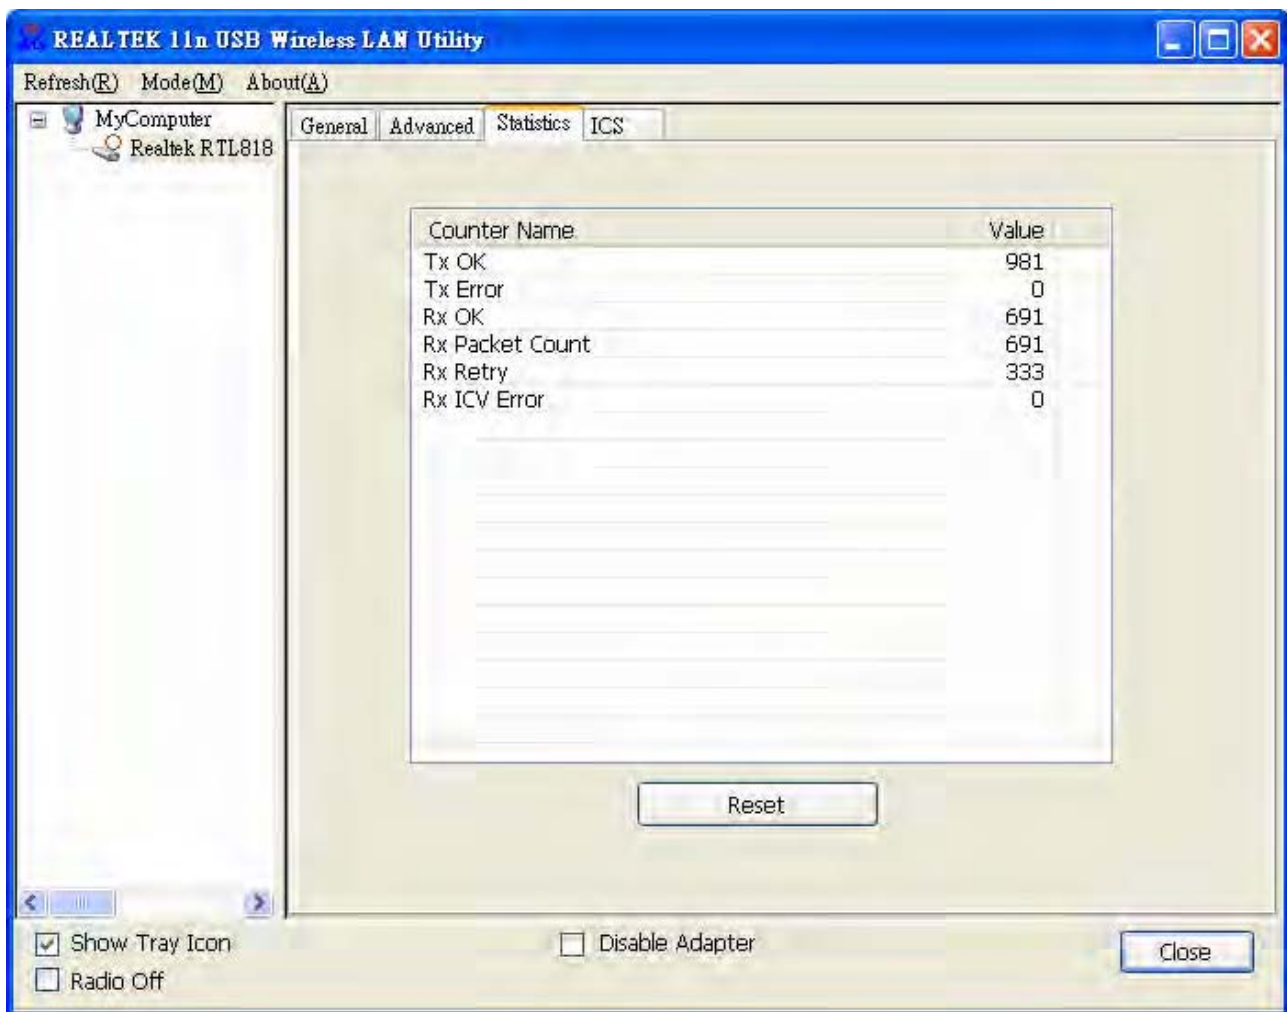 REALTEK 11n USB Wireless LAN Utility
Refresh(R) Mode(M) About(A)
MyComputer
Realtek RTL818
General Advanced Statistics ICS
Counter Name Value
Tx OK 981
Tx Error 0
Rx OK 691
Rx Packet Count 691
Rx Retry 333
Rx ICV Error 0
Reset
Show Tray Icon
Radio Off
Disable Adapter
Close